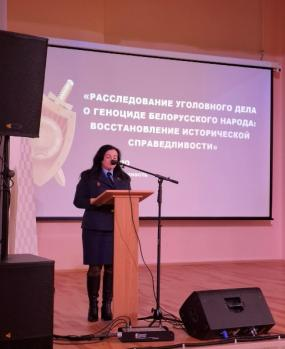 «РАССЛЕДОВАНИЕ УГОЛОВНОГО ДЕЛА
О ГЕНОЦИДЕ БЕЛОРУССКОГО НАРОДА:
ВОССТАНОВЛЕНИЕ ИСТОРИЧЕСКОЙ
СПРАВЕДЛИВОСТИ»